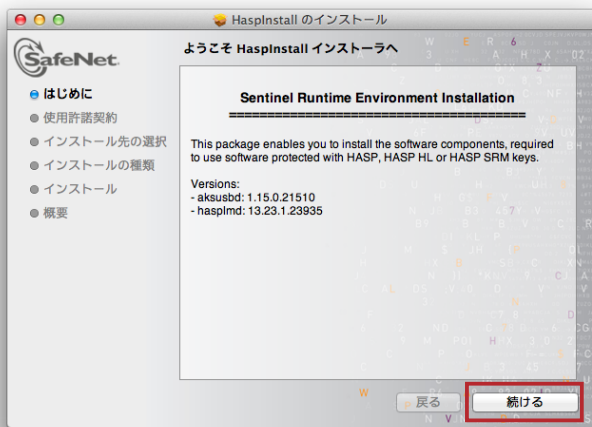 HaspInstall のインストール
SafeNet.
ようこそ HaspInstall インストーラへ
はじめに
使用許諾契約
インストール先の選択
インストールの種類
インストール
概要
Sentinel Runtime Environment Installation
======================================
This package enables you to install the software components, required
to use software protected with HASP, HASP HL or HASP SRM keys.
Versions:
- aksusbd: 1.15.0.21510
- hasplmd: 13.23.1.23935
戻る
続ける